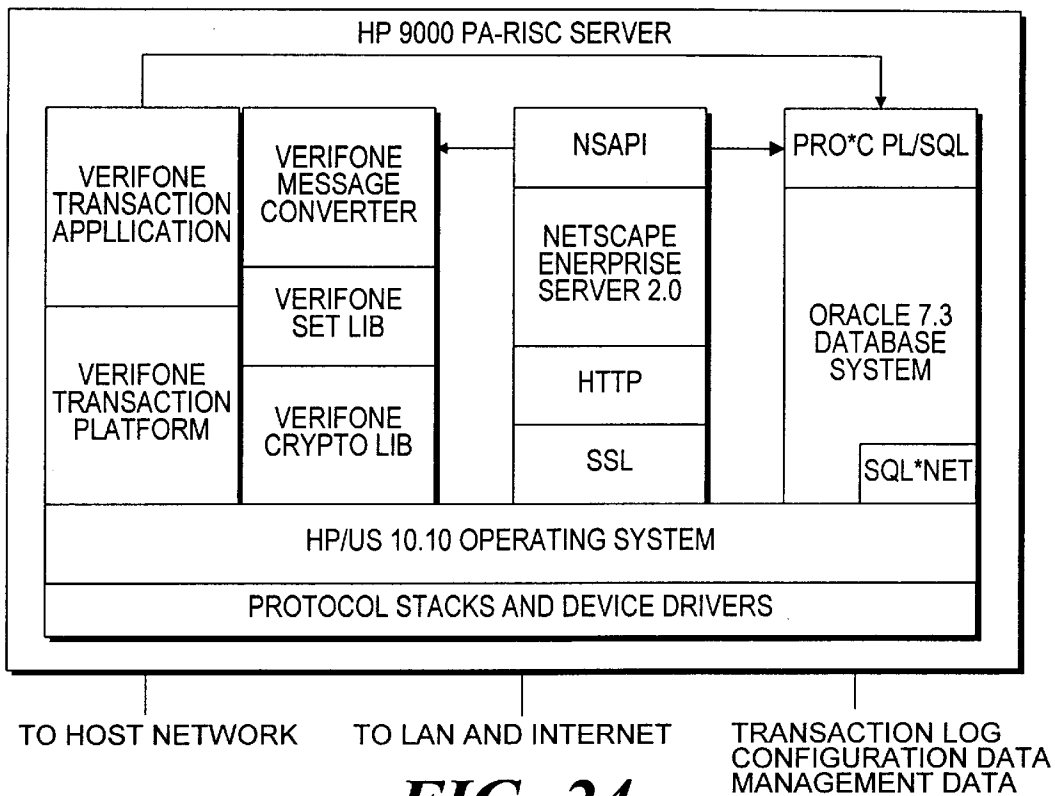 HP 9000 PA-RISC SERVER
VERIFONE
TRANSACTION
APPLLICATION
VERIFONE
TRANSACTION
PLATFORM
VERIFONE
MESSAGE
CONVERTER
VERIFONE
SET LIB
VERIFONE
CRYPTO LIB
NSAPI
NETSCAPE
ENERPRISE
SERVER 2.0
HTTP
SSL
PRO*C PL/SQL
ORACLE 7.3
DATABASE
SYSTEM
SQL*NET
HP/US 10.10 OPERATING SYSTEM
PROTOCOL STACKS AND DEVICE DRIVERS
TO HOST NETWORK
TO LAN AND INTERNET
TRANSACTION LOG
CONFIGURATION DATA
MANAGEMENT DATA
FIG. 24